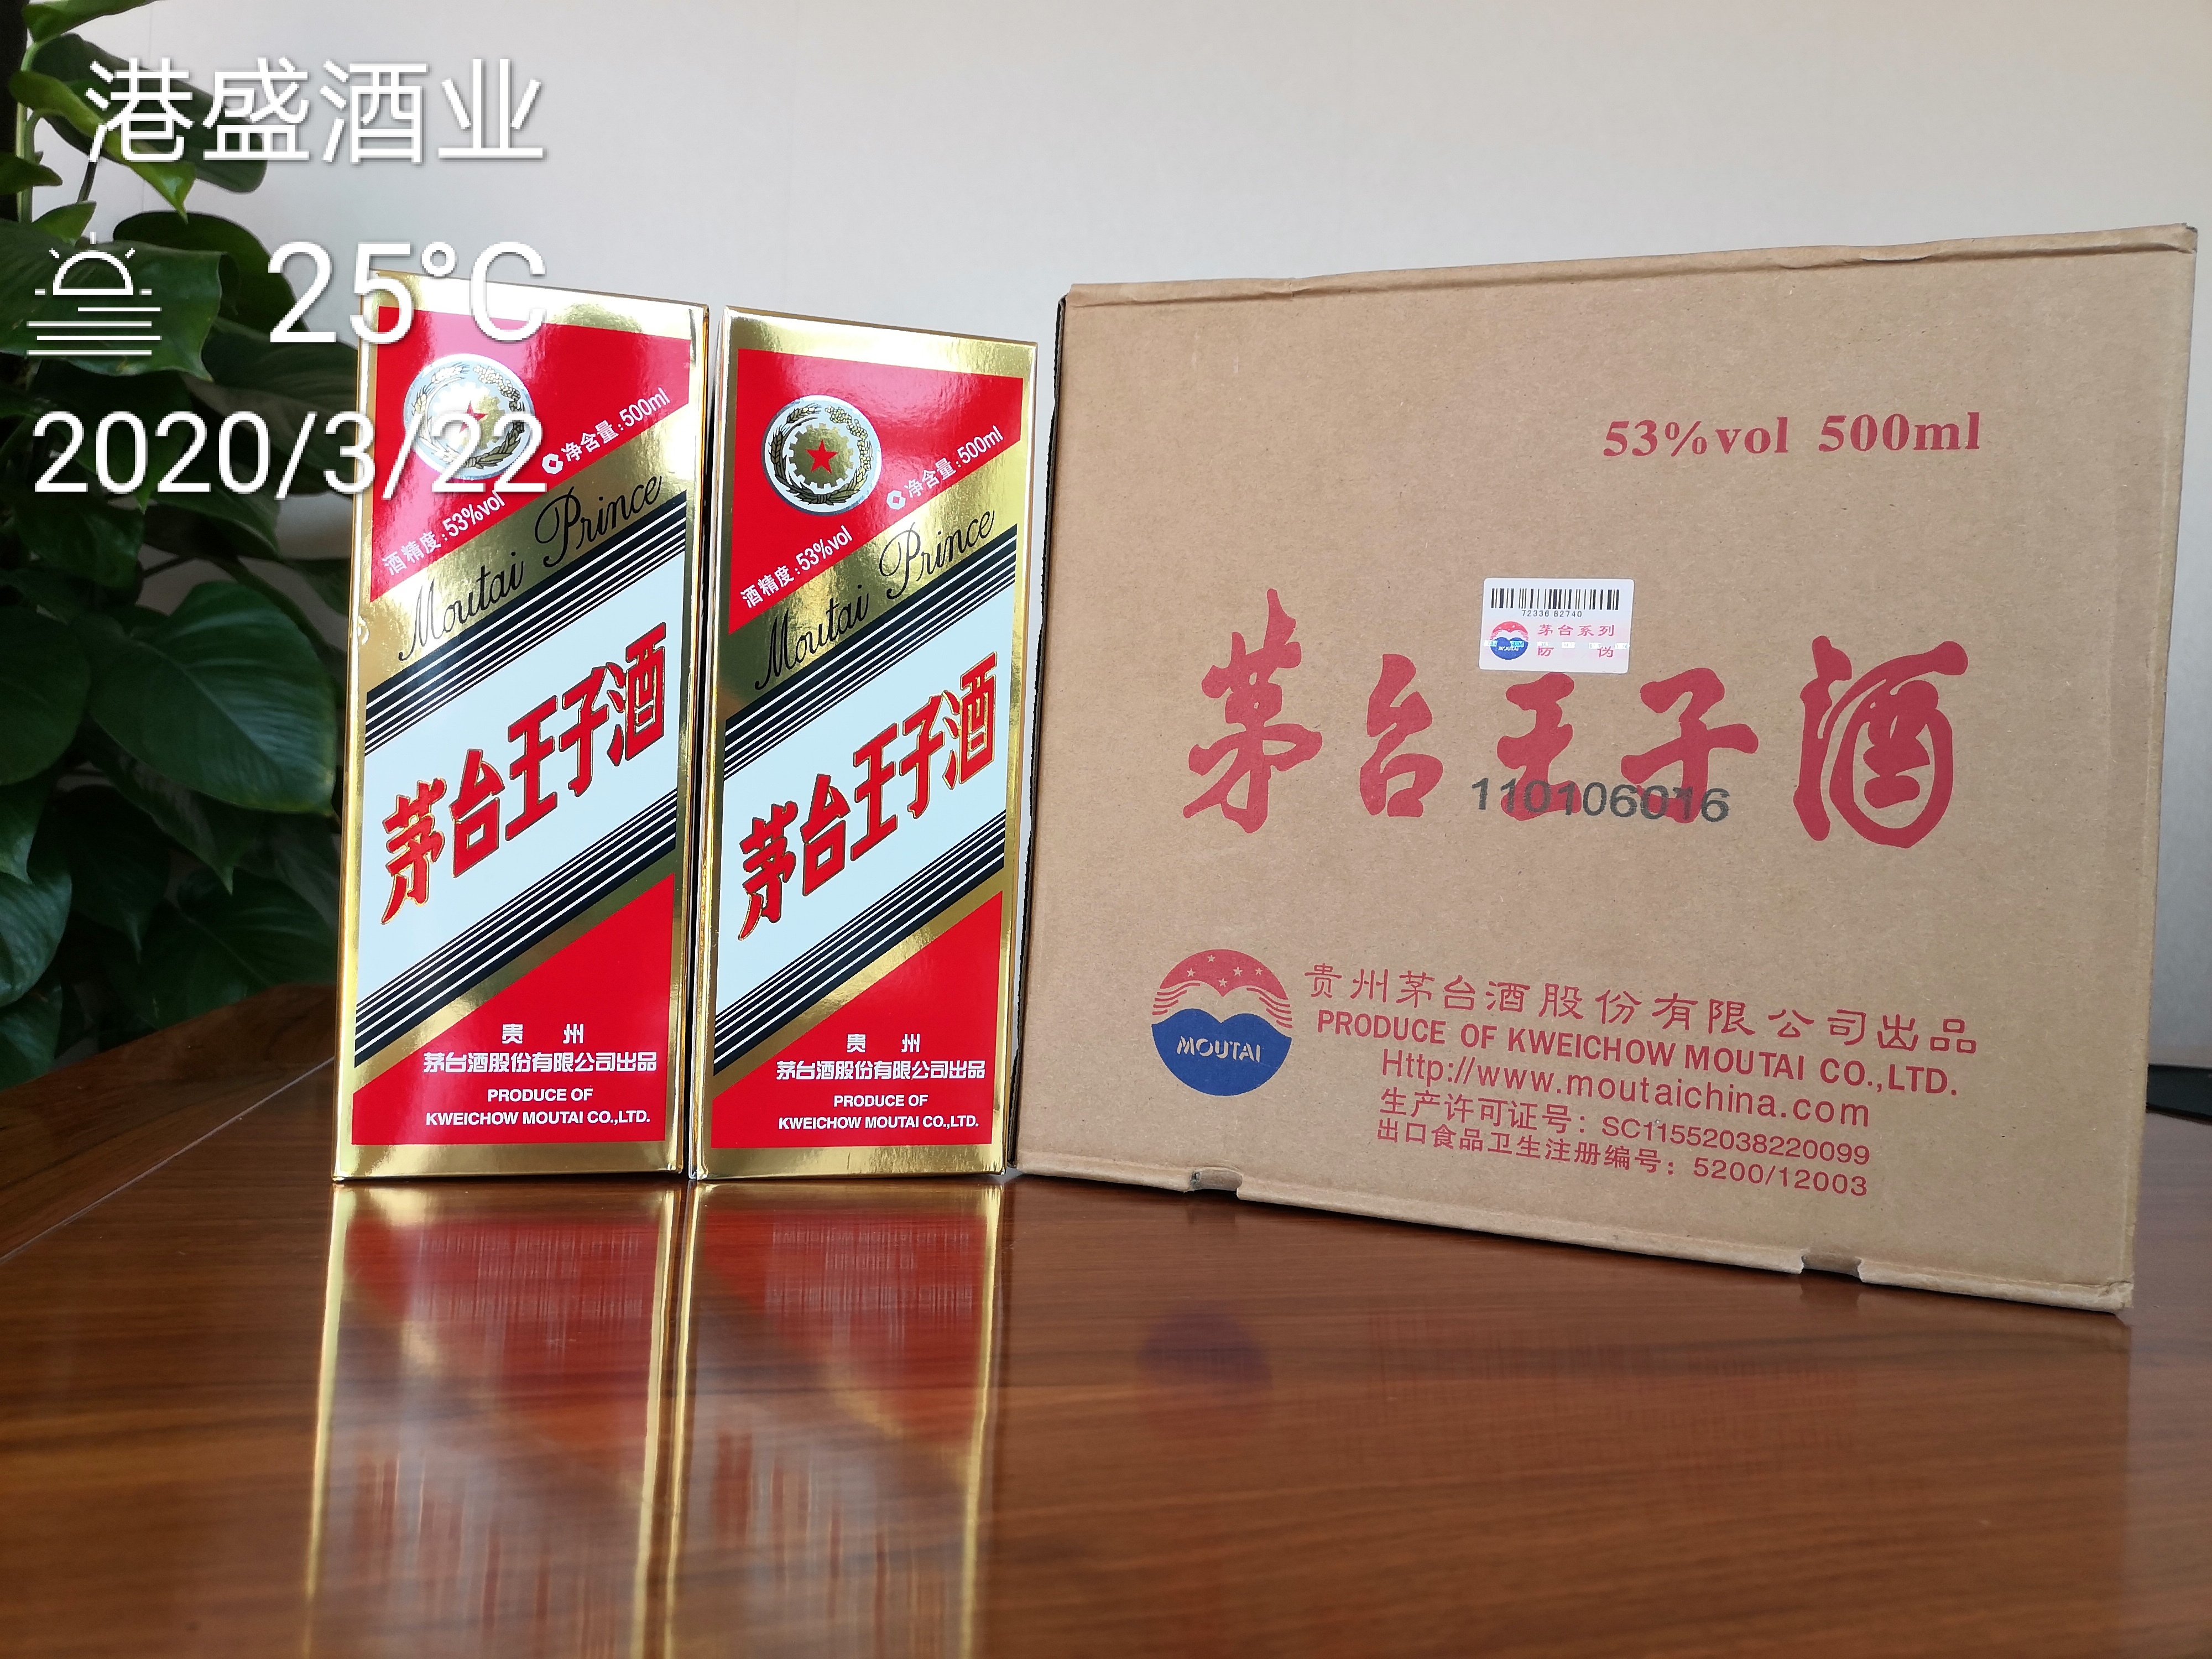 港盛酒业
25°C
2020/3/22
净含量:500ml
酒精度:53%vol
Moutai Prince
茅台王子酒
贵 州
茅台酒股份有限公司出品
PRODUCE OF
KWEICHOW MOUTAI CO.,LTD.
净含量:500ml
酒精度:53%vol
Moutai Prince
茅台王子酒
贵 州
茅台酒股份有限公司出品
PRODUCE OF
KWEICHOW MOUTAI CO.,LTD.
53%vol 500ml
72336 62740
茅台系列
防 伪
茅台王子酒
110106016
MOUTAI
贵州茅台酒股份有限公司出品
PRODUCE OF KWEICHOW MOUTAI CO.,LTD.
Http://www.moutaichina.com
生产许可证号：SC11552038220099
出口食品卫生注册编号：5200/12003